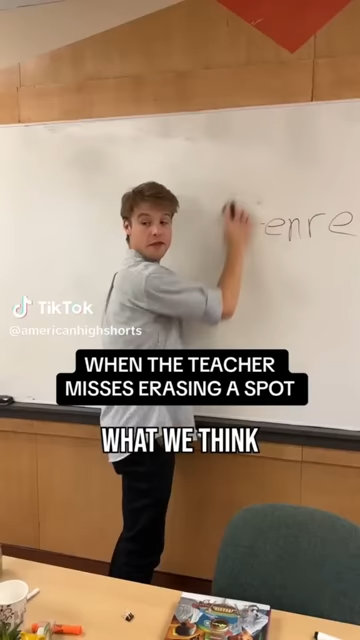 enre
TikTok
@americanhighshorts
WHEN THE TEACHER
MISSES ERASING A SPOT
WHAT WE THINK